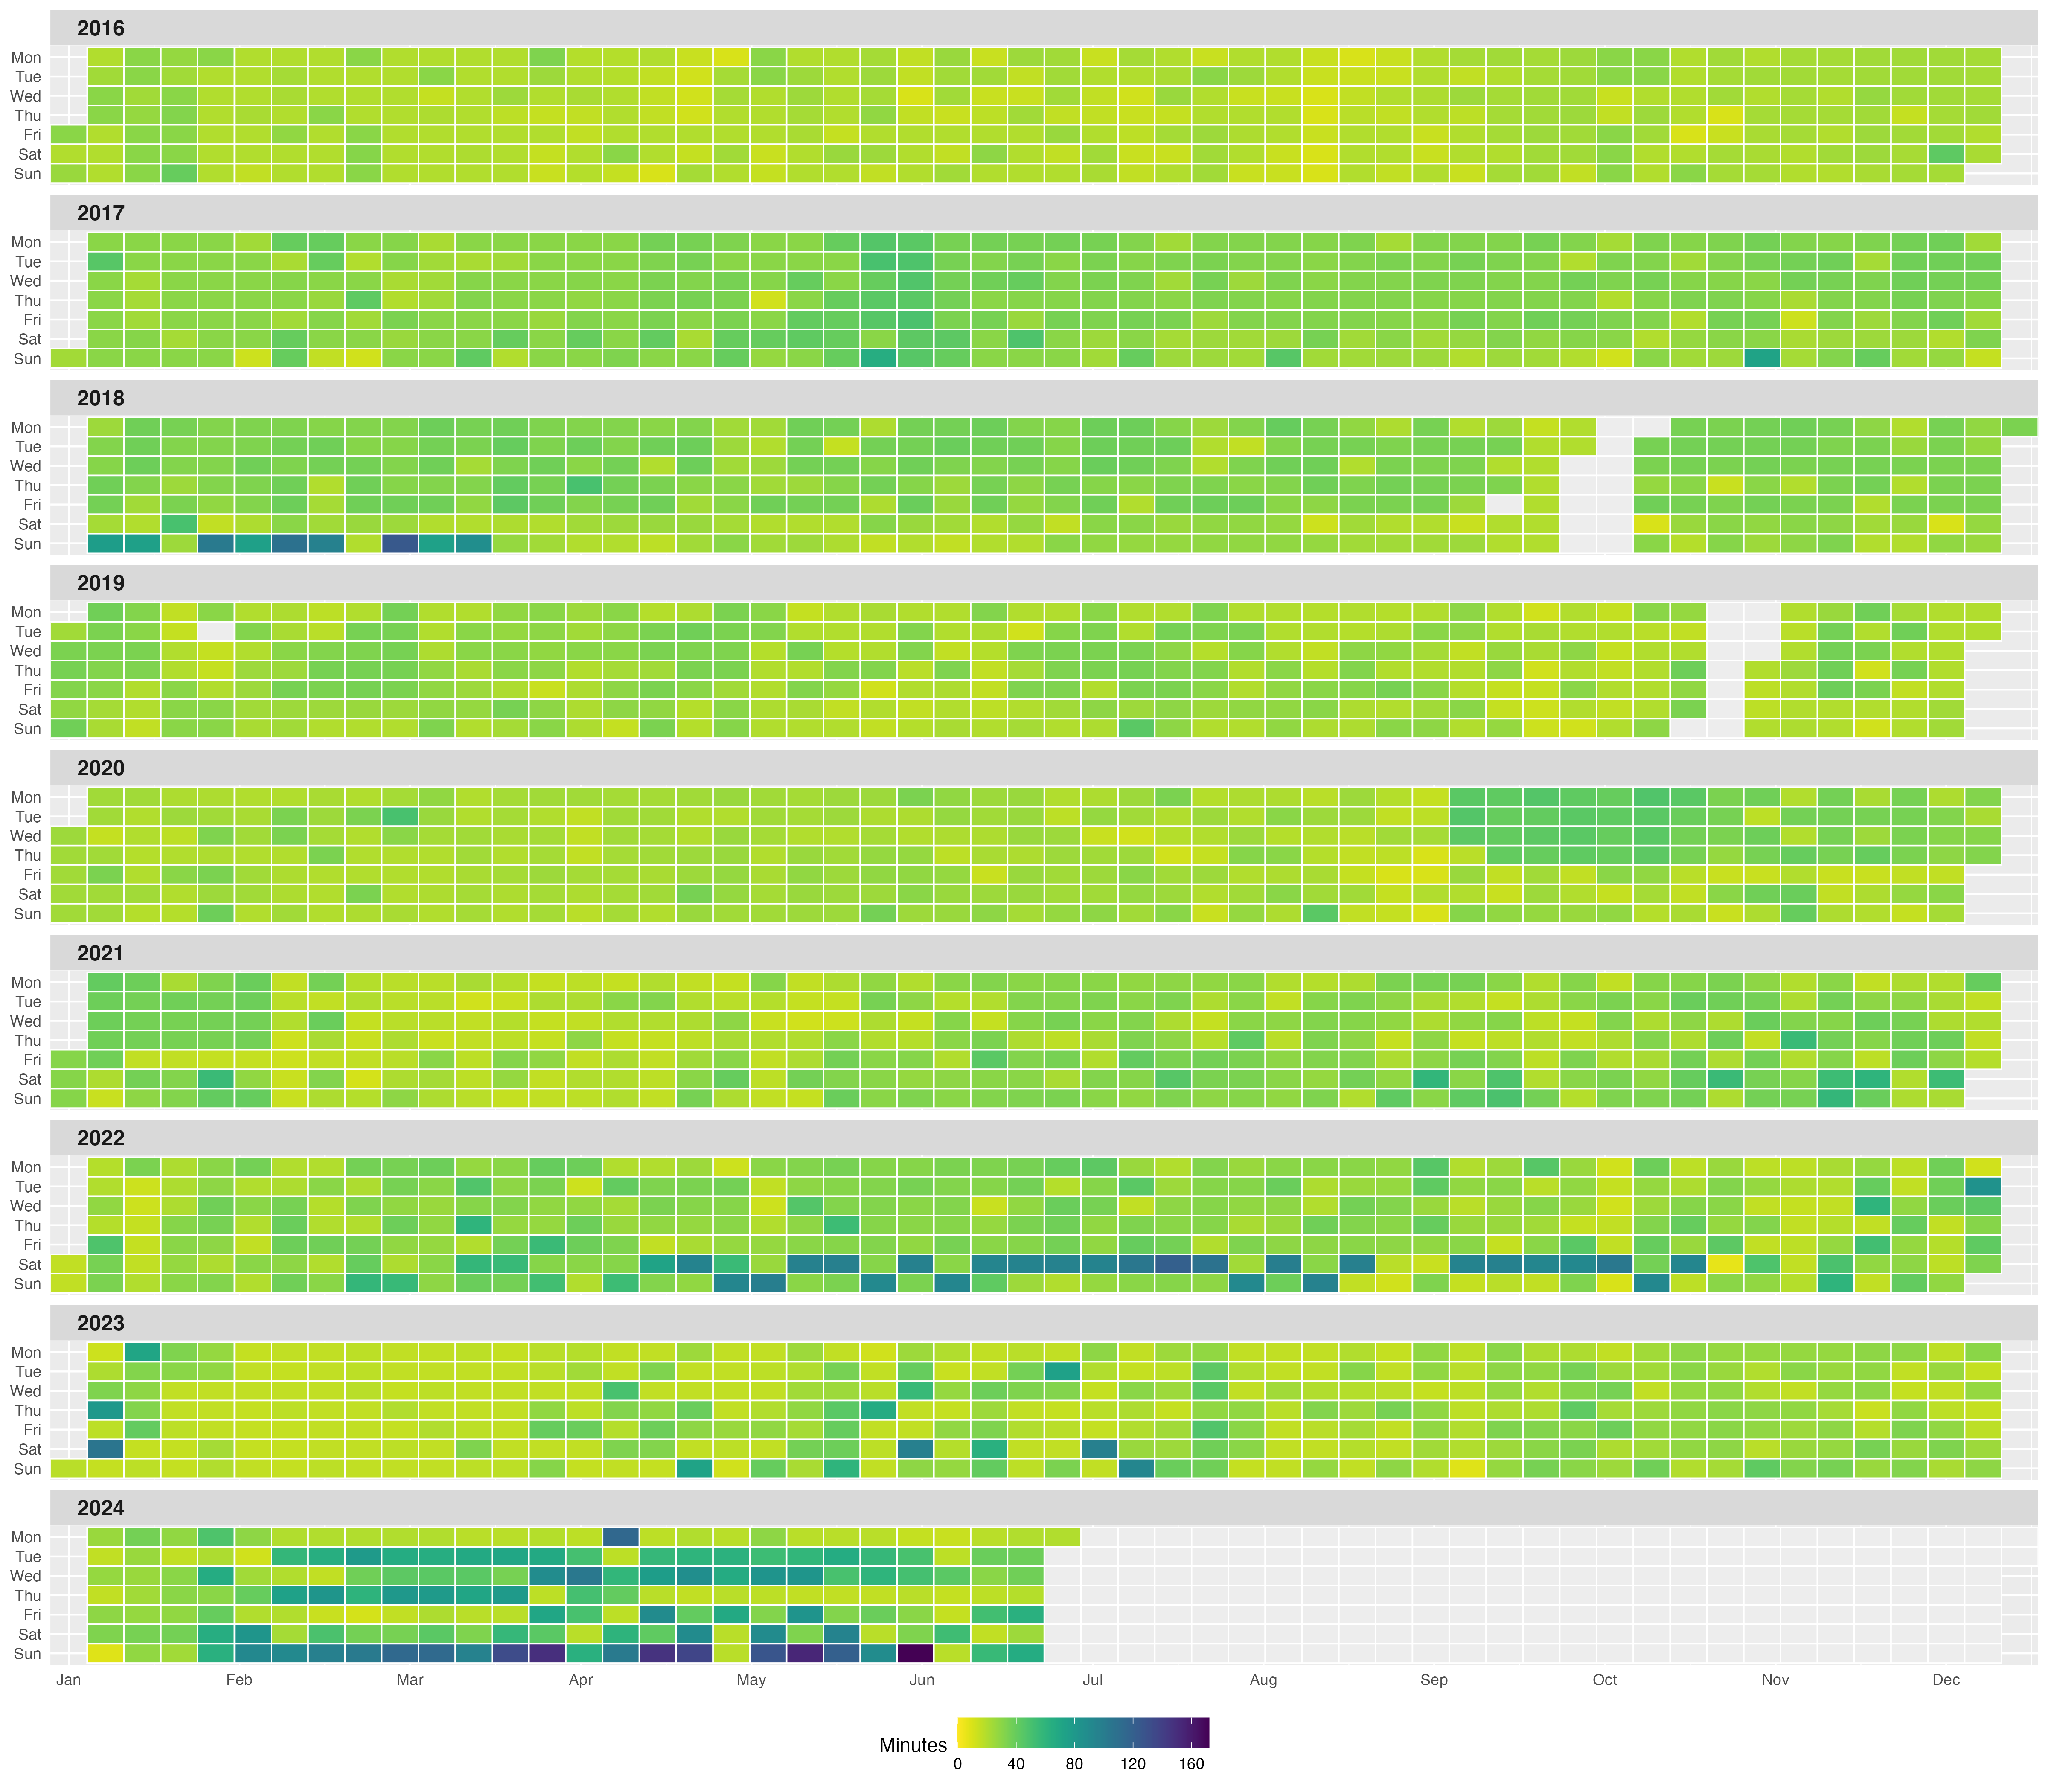 2016
Mon
Tue
Wed
Thu
Fri
Sat
Sun
2017
Mon
Tue
Wed
Thu
Fri
Sat
Sun
2018
Mon
Tue
Wed
Thu
Fri
Sat
Sun
2019
Mon
Tue
Wed
Thu
Fri
Sat
Sun
2020
Mon
Tue
Wed
Thu
Fri
Sat
Sun
2021
Mon
Tue
Wed
Thu
Fri
Sat
Sun
2022
Mon
Tue
Wed
Thu
Fri
Sat
Sun
2023
Mon
Tue
Wed
Thu
Fri
Sat
Sun
2024
Mon
Tue
Wed
Thu
Fri
Sat
Sun
Jan Feb Mar Apr May Jun Jul Aug Sep Oct Nov Dec
Minutes
0 40 80 120 160